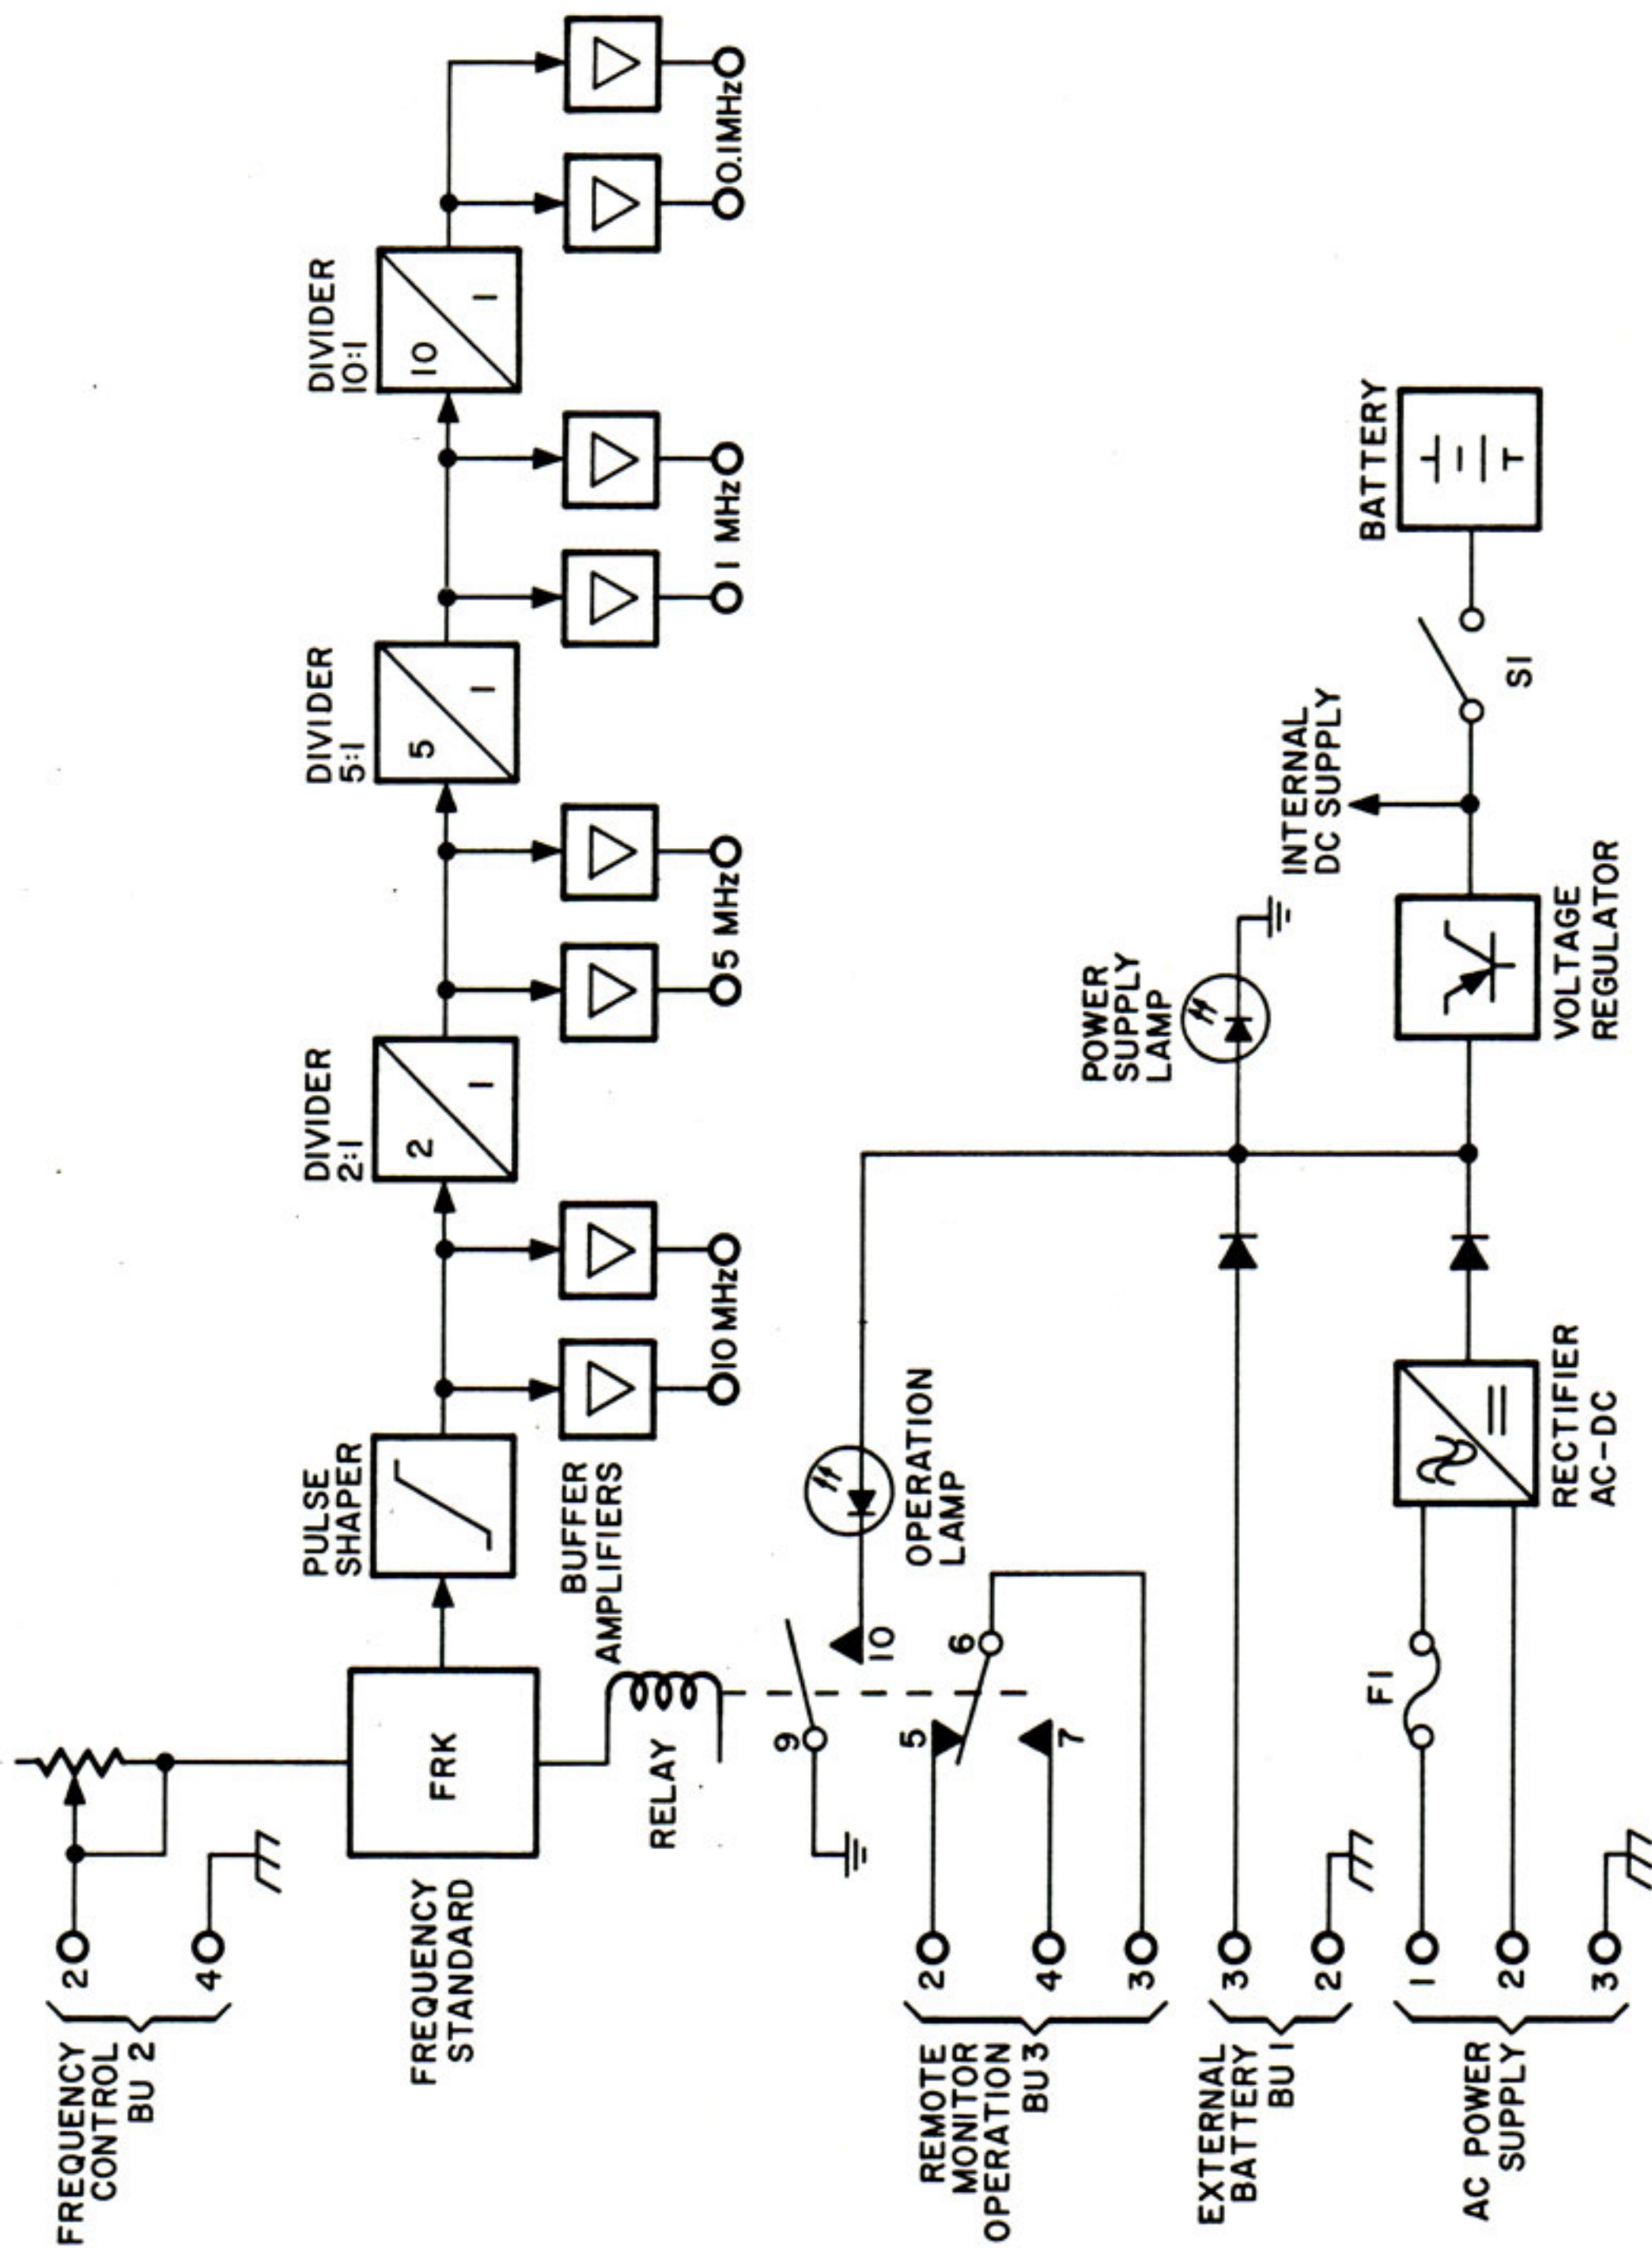 FREQUENCY
CONTROL
BU 2
2
4
FREQUENCY
STANDARD
FRK
PULSE
SHAPER
DIVIDER
2:1
2
1
DIVIDER
5:1
5
1
DIVIDER
10:1
10
1
BUFFER
AMPLIFIERS
10 MHz
5 MHz
1 MHz
0.1MHz
RELAY
9
10
OPERATION
LAMP
5
6
7
REMOTE
MONITOR
OPERATION
BU 3
2
4
3
POWER
SUPPLY
LAMP
EXTERNAL
BATTERY
BU 1
3
2
INTERNAL
DC SUPPLY
BATTERY
S1
F1
AC POWER
SUPPLY
1
2
3
RECTIFIER
AC-DC
VOLTAGE
REGULATOR